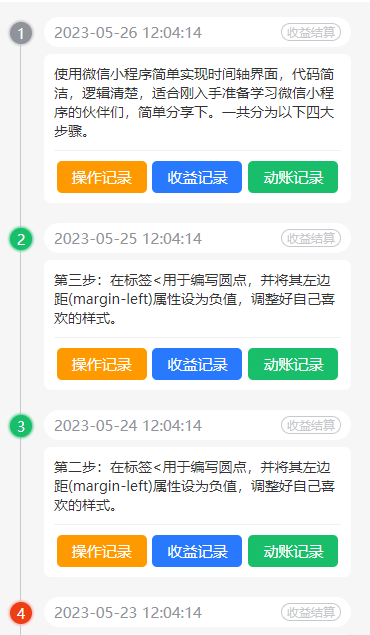 1
2023-05-26 12:04:14 收益结算
使用微信小程序简单实现时间轴界面，代码简
洁，逻辑清楚，适合刚入手准备学习微信小程
序的伙伴们，简单分享下。一共分为以下四大
步骤。
操作记录 收益记录 动账记录
2
2023-05-25 12:04:14 收益结算
第三步：在标签<用于编写圆点，并将其左边
距(margin-left)属性设为负值，调整好自己喜
欢的样式。
操作记录 收益记录 动账记录
3
2023-05-24 12:04:14 收益结算
第二步：在标签<用于编写圆点，并将其左边
距(margin-left)属性设为负值，调整好自己喜
欢的样式。
操作记录 收益记录 动账记录
4
2023-05-23 12:04:14 收益结算